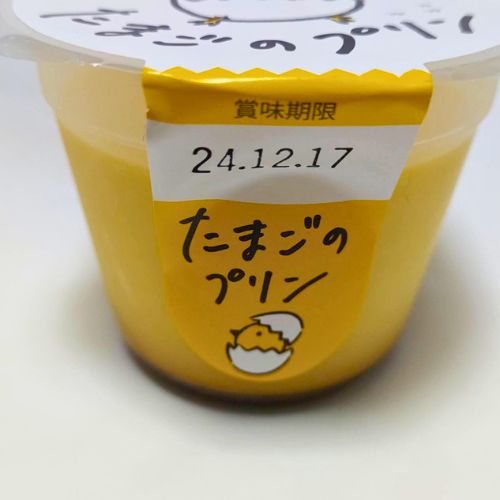 たまごのプリン
賞味期限
24.12.17
たまごの
プリン